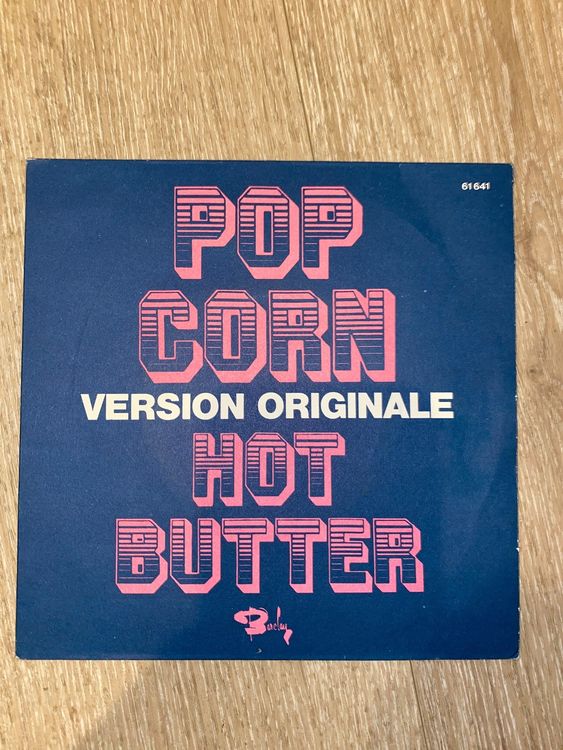 61 641
POP
CORN
VERSION ORIGINALE
HOT
BUTTER
Barclay